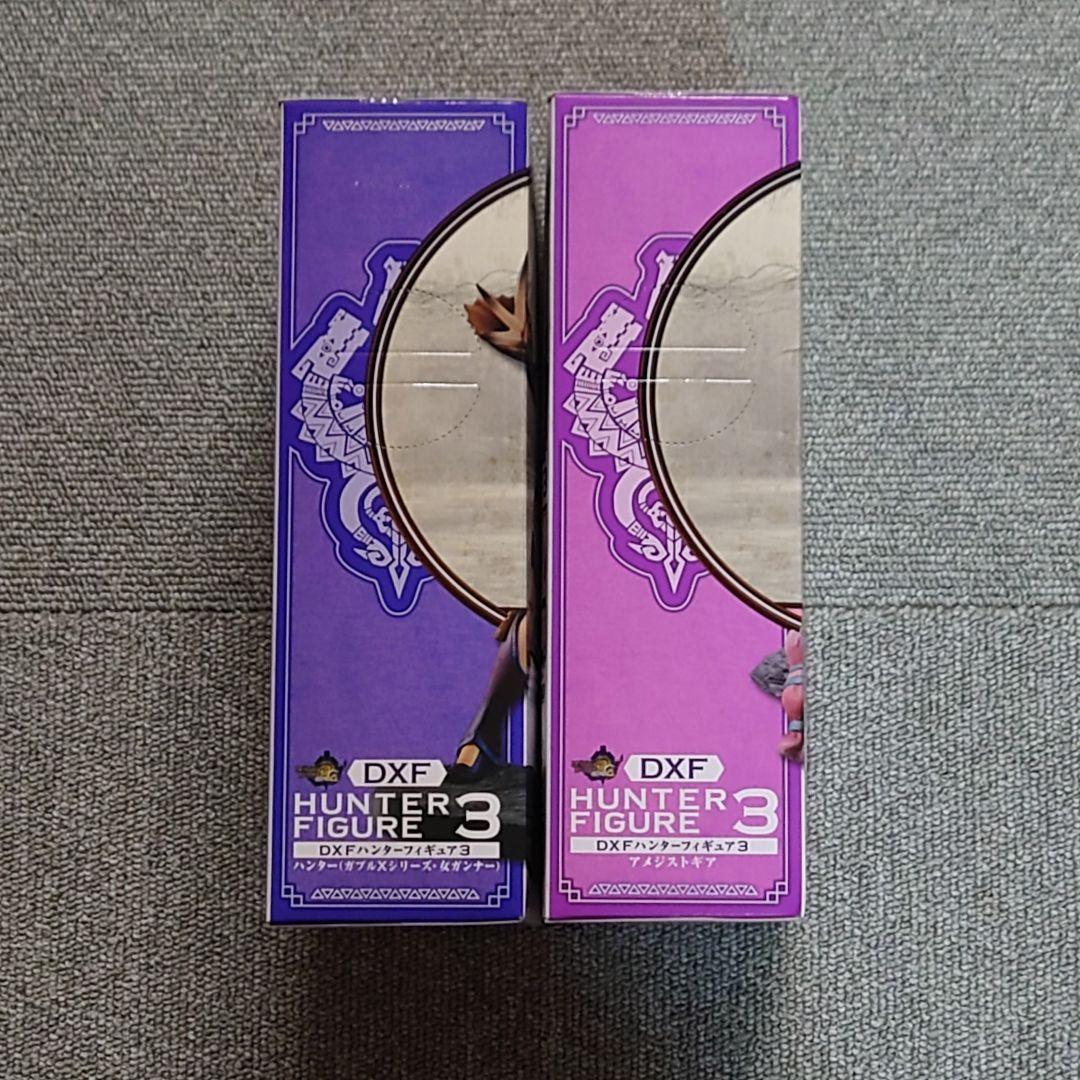 DXF
HUNTER
FIGURE 3
DXFハンターフィギュア3
ハンター(ガブルXシリーズ・女ガンナー)
DXF
HUNTER
FIGURE 3
DXFハンターフィギュア3
アメジストギア